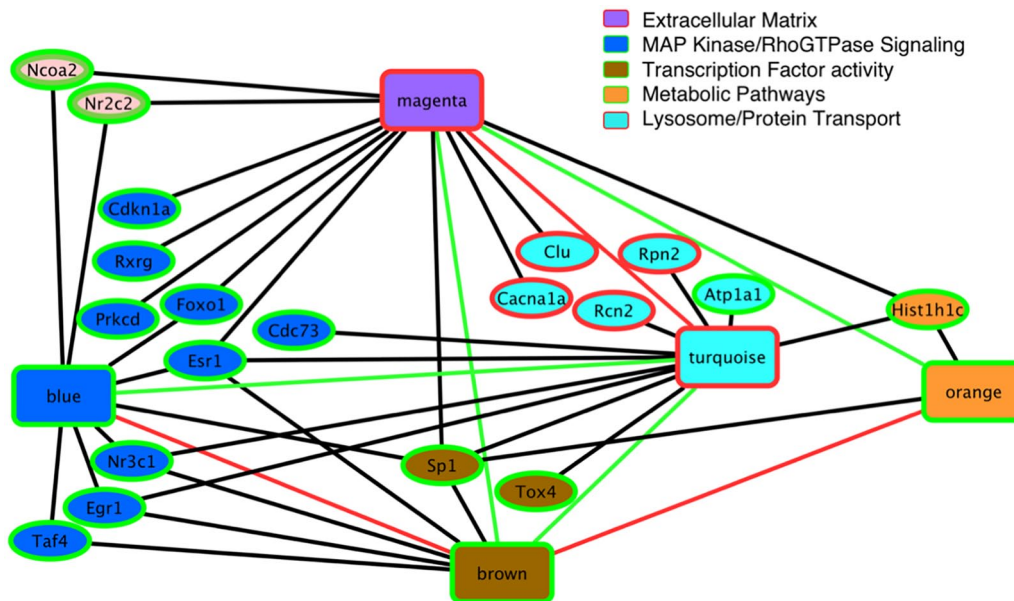 Extracellular Matrix
MAP Kinase/RhoGTPase Signaling
Transcription Factor activity
Metabolic Pathways
Lysosome/Protein Transport
Ncoa2
Nr2c2
magenta
Cdkn1a
Rxrg
Clu
Rpn2
Prkcd
Foxo1
Cacna1a
Rcn2
Atp1a1
Hist1h1c
Cdc73
Esr1
turquoise
blue
orange
Nr3c1
Sp1
Tox4
Egr1
Taf4
brown